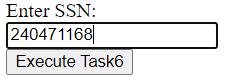 Enter SSN:
240471168
Execute Task6